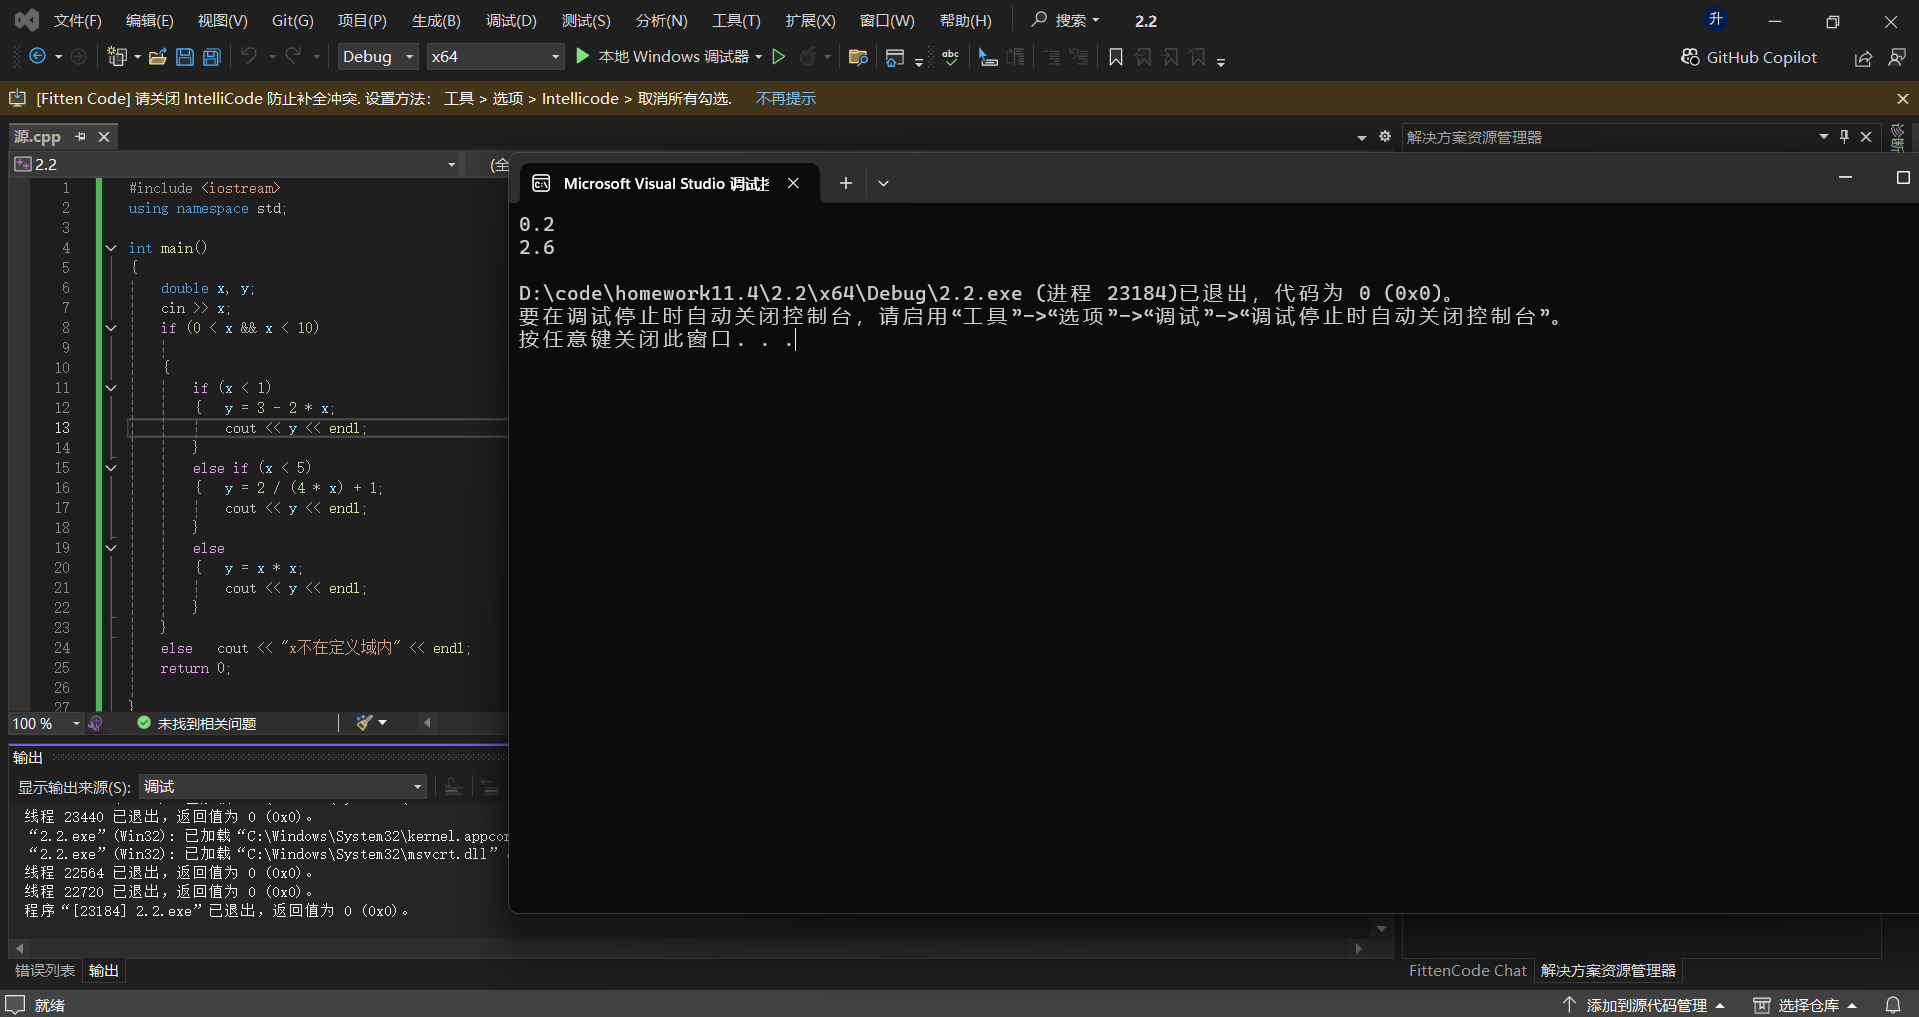 文件(F) 编辑(E) 视图(V) Git(G) 项目(P) 生成(B) 调试(D) 测试(S) 分析(N) 工具(T) 扩展(X) 窗口(W) 帮助(H) 搜索 2.2 升
Debug x64 本地 Windows 调试器 abc GitHub Copilot
[Fitten Code] 请关闭 IntelliCode 防止补全冲突. 设置方法： 工具 > 选项 > Intellicode > 取消所有勾选. 不再提示
源.cpp
2.2 (全
1 #include <iostream>
2 using namespace std;
3
4 int main()
5 {
6 double x, y;
7 cin >> x;
8 if (0 < x && x < 10)
9
10 {
11 if (x < 1)
12 { y = 3 - 2 * x;
13 cout << y << endl;
14 }
15 else if (x < 5)
16 { y = 2 / (4 * x) + 1;
17 cout << y << endl;
18 }
19 else
20 { y = x * x;
21 cout << y << endl;
22 }
23 }
24 else cout << "x不在定义域内" << endl;
25 return 0;
26
27 }
100 % 未找到相关问题
输出
显示输出来源(S): 调试
线程 23440 已退出，返回值为 0 (0x0)。
“2.2.exe”(Win32): 已加载“C:\Windows\System32\kernel.appcor
“2.2.exe”(Win32): 已加载“C:\Windows\System32\msvcrt.dll”。
线程 22564 已退出，返回值为 0 (0x0)。
线程 22720 已退出，返回值为 0 (0x0)。
程序“[23184] 2.2.exe”已退出，返回值为 0 (0x0)。
错误列表 输出
就绪
Microsoft Visual Studio 调试控
0.2
2.6
D:\code\homework11.4\2.2\x64\Debug\2.2.exe (进程 23184)已退出，代码为 0 (0x0)。
要在调试停止时自动关闭控制台，请启用“工具”->“选项”->“调试”->“调试停止时自动关闭控制台”。
按任意键关闭此窗口. . .
解决方案资源管理器
诊断
FittenCode Chat 解决方案资源管理器
添加到源代码管理 选择仓库